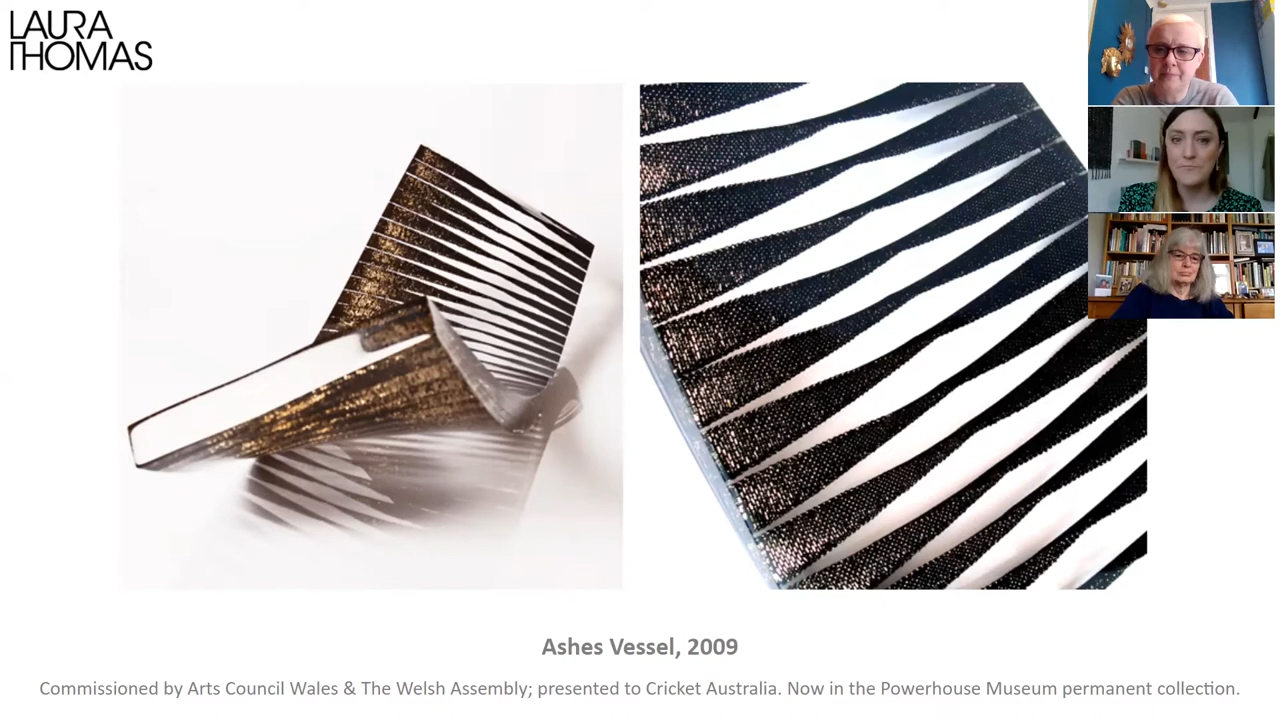 LAURA
THOMAS
Ashes Vessel, 2009
Commissioned by Arts Council Wales & The Welsh Assembly; presented to Cricket Australia. Now in the Powerhouse Museum permanent collection.